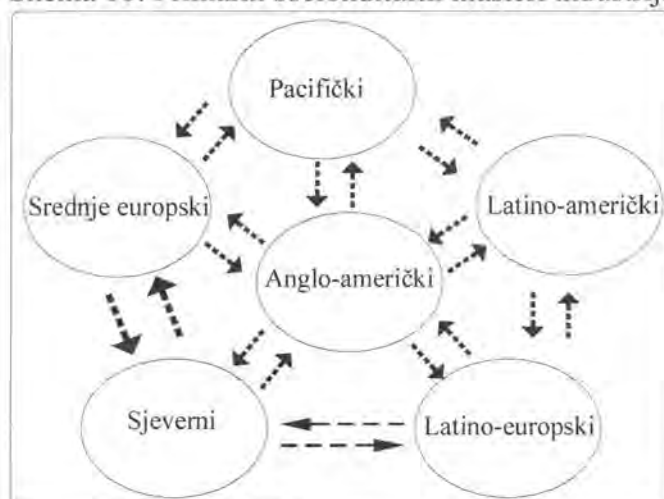 Pacifički
Srednje europski
Latino-američki
Anglo-američki
Sjeverni
Latino-europski